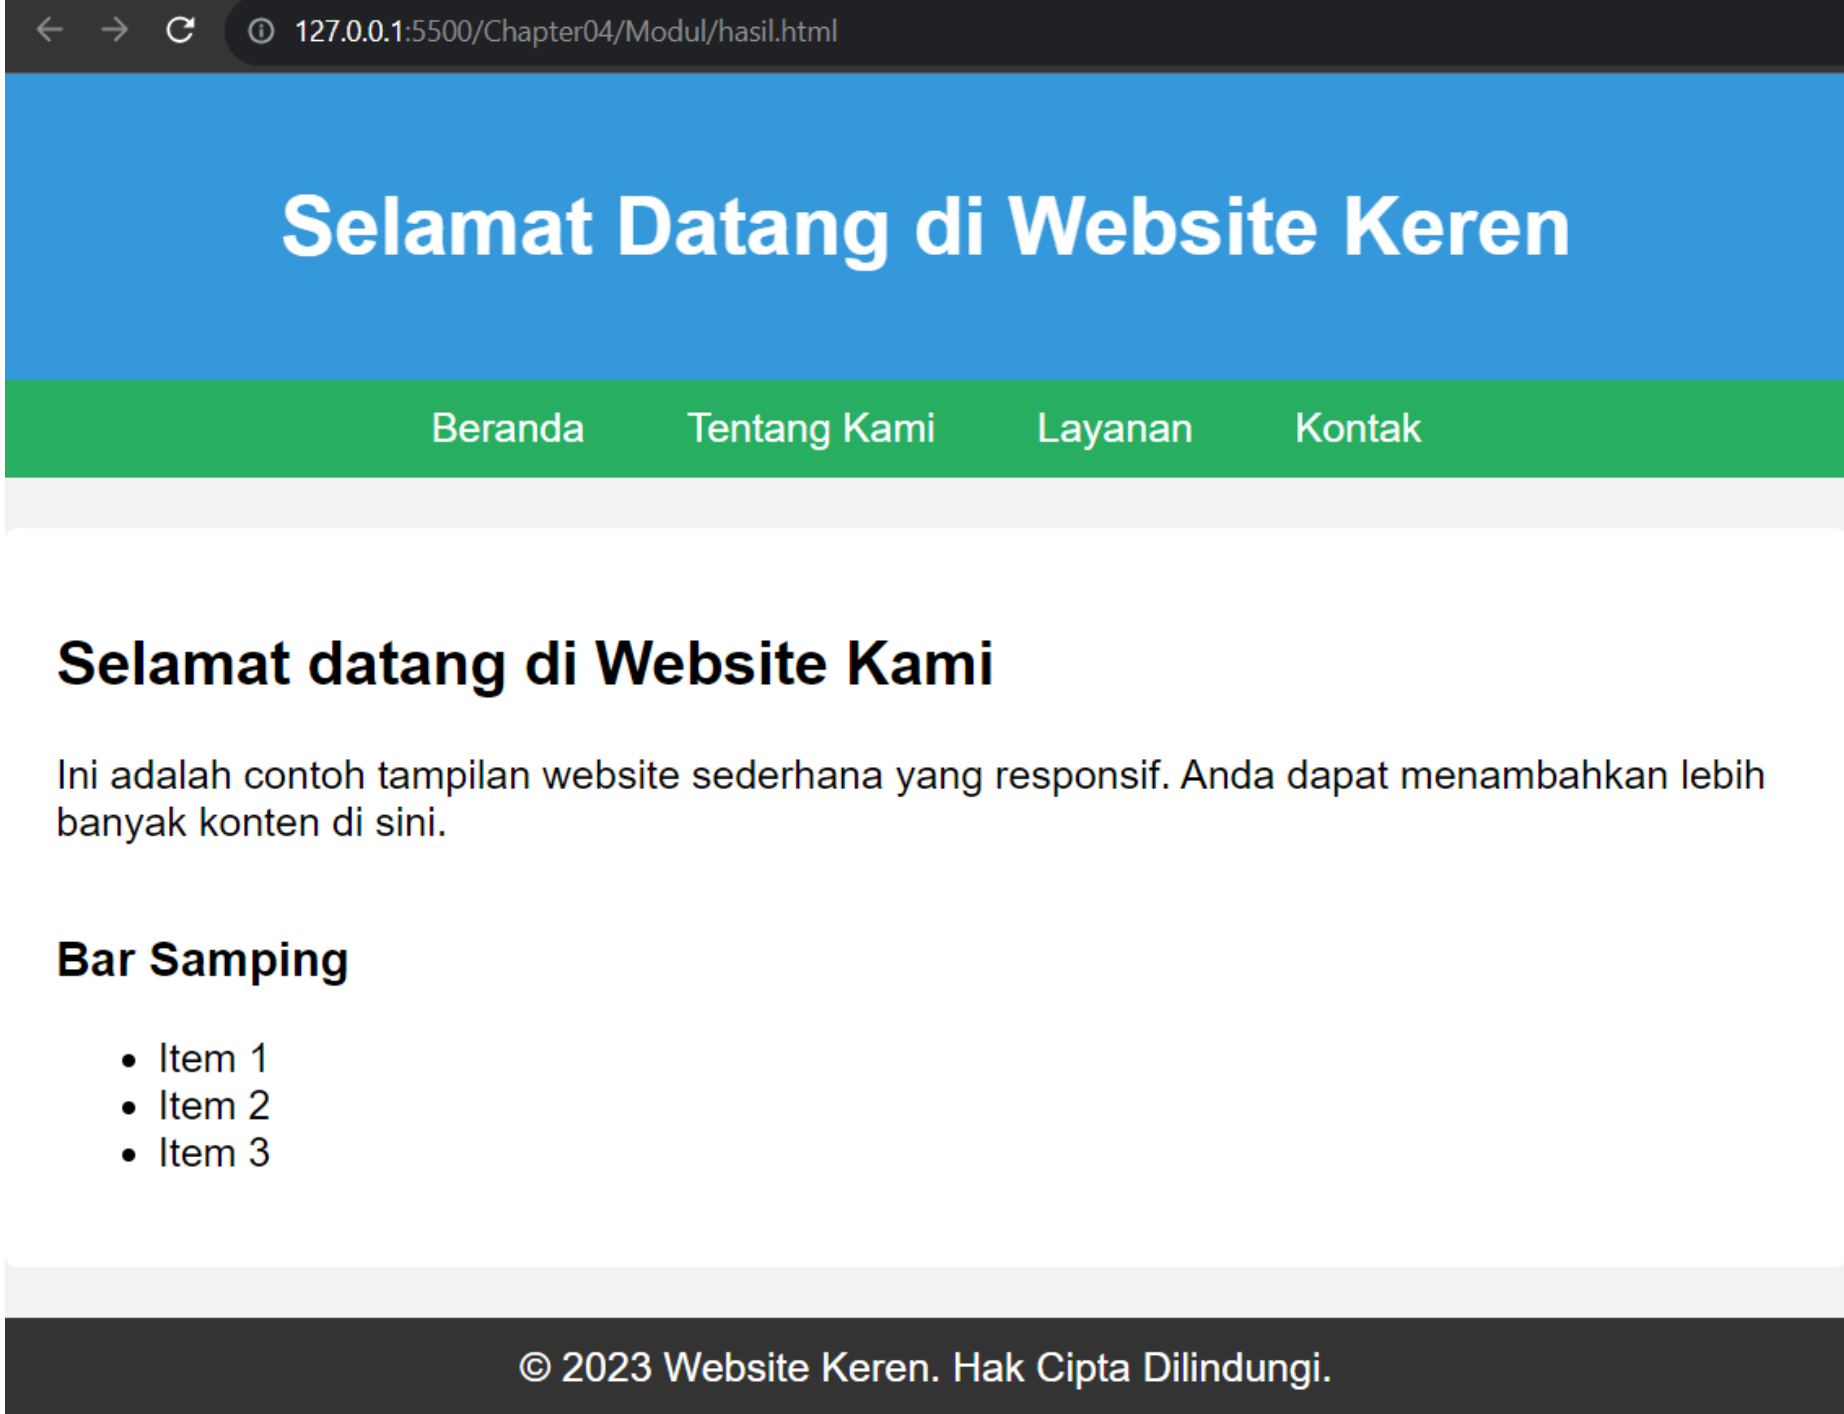 127.0.0.1:5500/Chapter04/Modul/hasil.html
Selamat Datang di Website Keren
Beranda Tentang Kami Layanan Kontak
Selamat datang di Website Kami
Ini adalah contoh tampilan website sederhana yang responsif. Anda dapat menambahkan lebih
banyak konten di sini.
Bar Samping
• Item 1
• Item 2
• Item 3
© 2023 Website Keren. Hak Cipta Dilindungi.